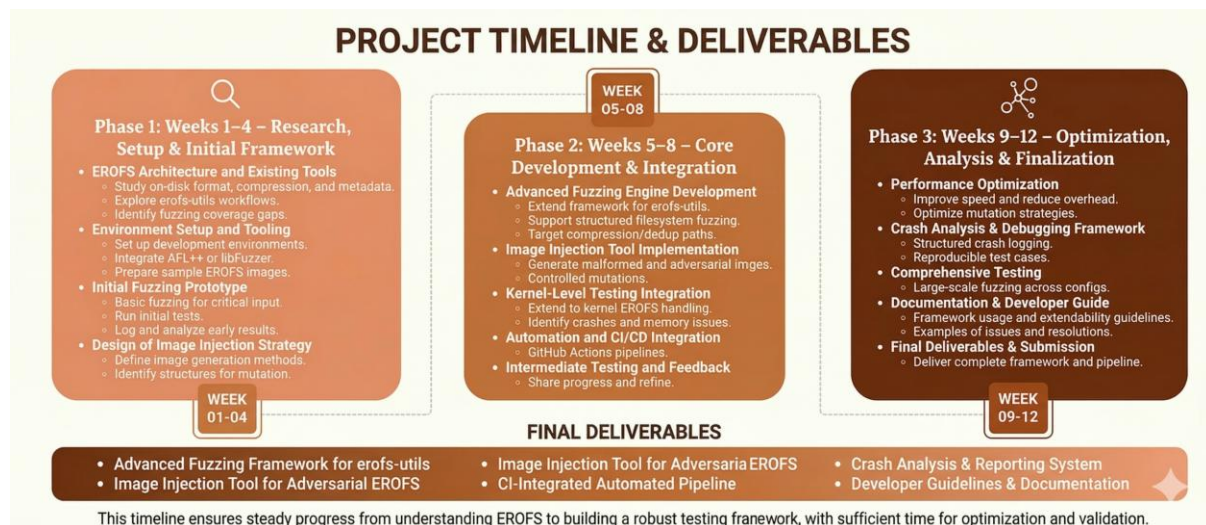 PROJECT TIMELINE & DELIVERABLES
Phase 1: Weeks 1–4 – Research,
Setup & Initial Framework
• EROFS Architecture and Existing Tools
◦ Study on-disk format, compression, and metadata.
◦ Explore erofs-utils workflows.
◦ Identify fuzzing coverage gaps.
• Environment Setup and Tooling
◦ Set up development environments.
◦ Integrate AFL++ or libFuzzer.
◦ Prepare sample EROFS images.
• Initial Fuzzing Prototype
◦ Basic fuzzing for critical input.
◦ Run initial tests.
◦ Log and analyze early results.
• Design of Image Injection Strategy
◦ Define image generation methods.
◦ Identify structures for mutation.
WEEK
01-04
WEEK
05-08
Phase 2: Weeks 5–8 – Core
Development & Integration
• Advanced Fuzzing Engine Development
◦ Extend framework for erofs-utils.
◦ Support structured filesystem fuzzing.
◦ Target compression/dedup paths.
• Image Injection Tool Implementation
◦ Generate malformed and adversarial imges.
◦ Controlled mutations.
• Kernel-Level Testing Integration
◦ Extend to kernel EROFS handling.
◦ Identify crashes and memory issues.
• Automation and CI/CD Integration
◦ GitHub Actions pipelines.
• Intermediate Testing and Feedback
◦ Share progress and refine.
Phase 3: Weeks 9–12 – Optimization,
Analysis & Finalization
• Performance Optimization
◦ Improve speed and reduce overhead.
◦ Optimize mutation strategies.
• Crash Analysis & Debugging Framework
◦ Structured crash logging.
◦ Reproducible test cases.
• Comprehensive Testing
◦ Large-scale fuzzing across configs.
• Documentation & Developer Guide
◦ Framework usage and extendability guidelines.
◦ Examples of issues and resolutions.
• Final Deliverables & Submission
◦ Deliver complete framework and pipeline.
WEEK
09-12
FINAL DELIVERABLES
• Advanced Fuzzing Framework for erofs-utils
• Image Injection Tool for Adversarial EROFS
• Image Injection Tool for Adversaria EROFS
• CI-Integrated Automated Pipeline
• Crash Analysis & Reporting System
• Developer Guidelines & Documentation
This timeline ensures steady progress from understanding EROFS to building a robust testing franework, with sufficient time for optimization and validation.